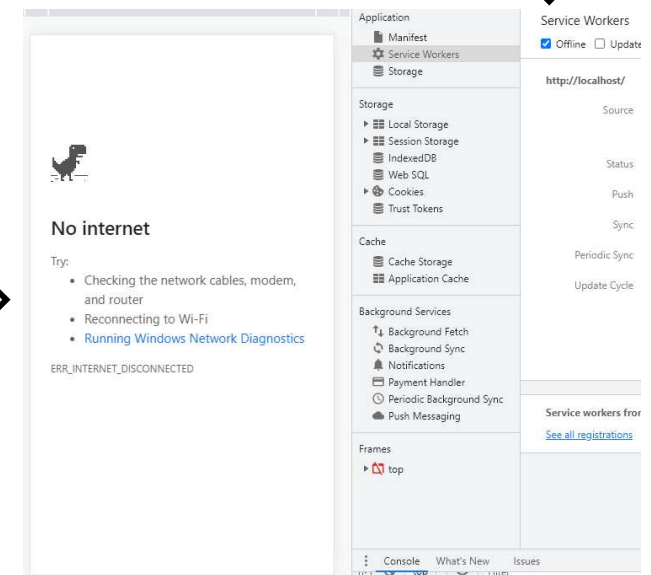 No internet
Try:
Checking the network cables, modem,
and router
Reconnecting to Wi-Fi
Running Windows Network Diagnostics
ERR_INTERNET_DISCONNECTED
Application
Manifest
Service Workers
Storage
Storage
Local Storage
Session Storage
IndexedDB
Web SQL
Cookies
Trust Tokens
Cache
Cache Storage
Application Cache
Background Services
Background Fetch
Background Sync
Notifications
Payment Handler
Periodic Background Sync
Push Messaging
Frames
top
Service Workers
Offline Update
http://localhost/
Source
Status
Push
Sync
Periodic Sync
Update Cycle
Service workers from
See all registrations
Console What's New Issues